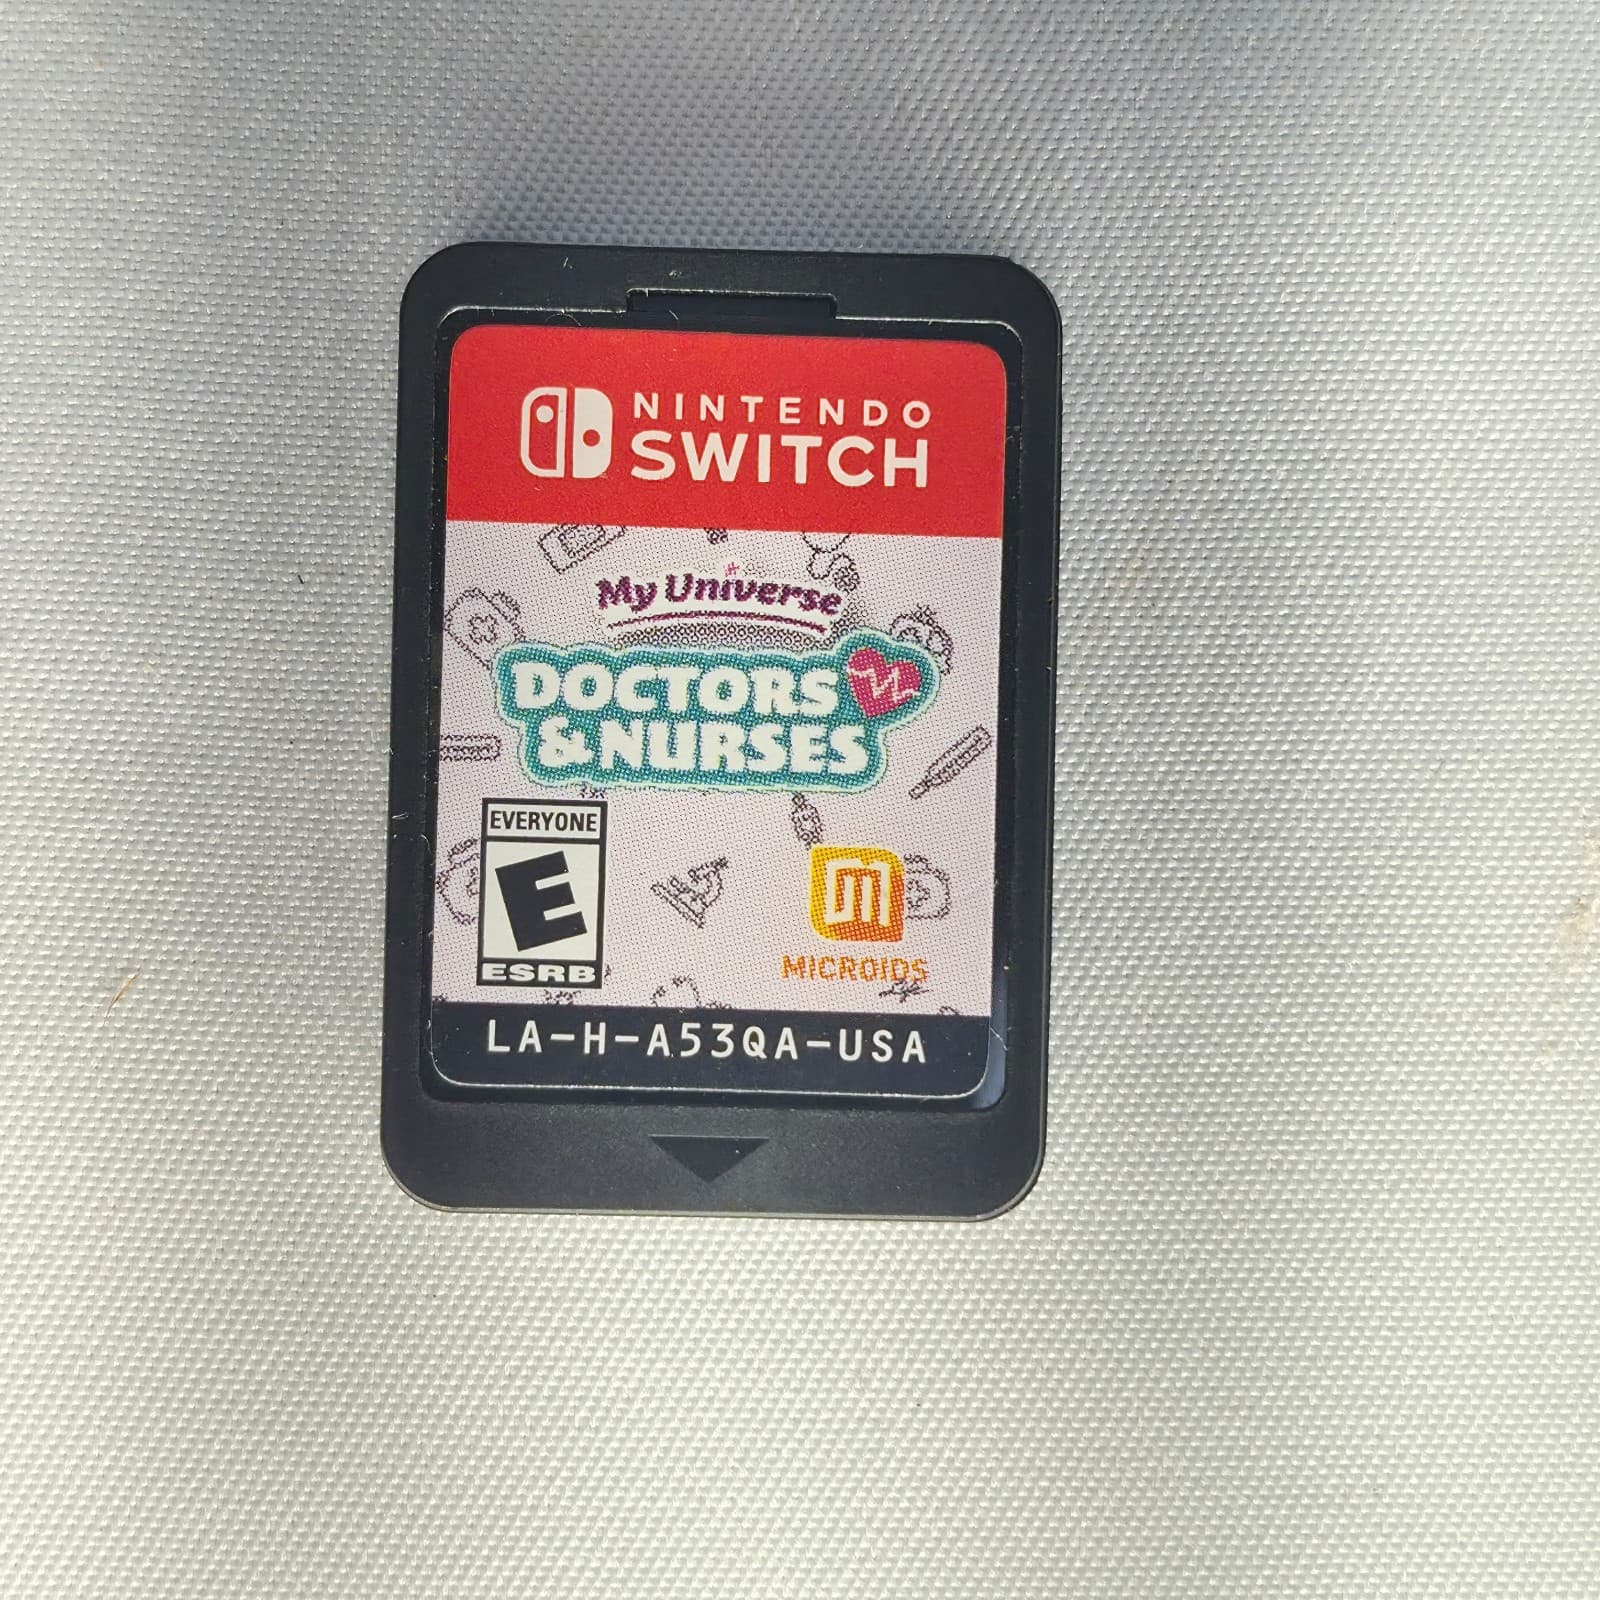 NINTENDO
SWITCH
My Universe
DOCTORS
&NURSES
EVERYONE
E
ESRB
m
MICROIDS
LA-H-A53QA-USA